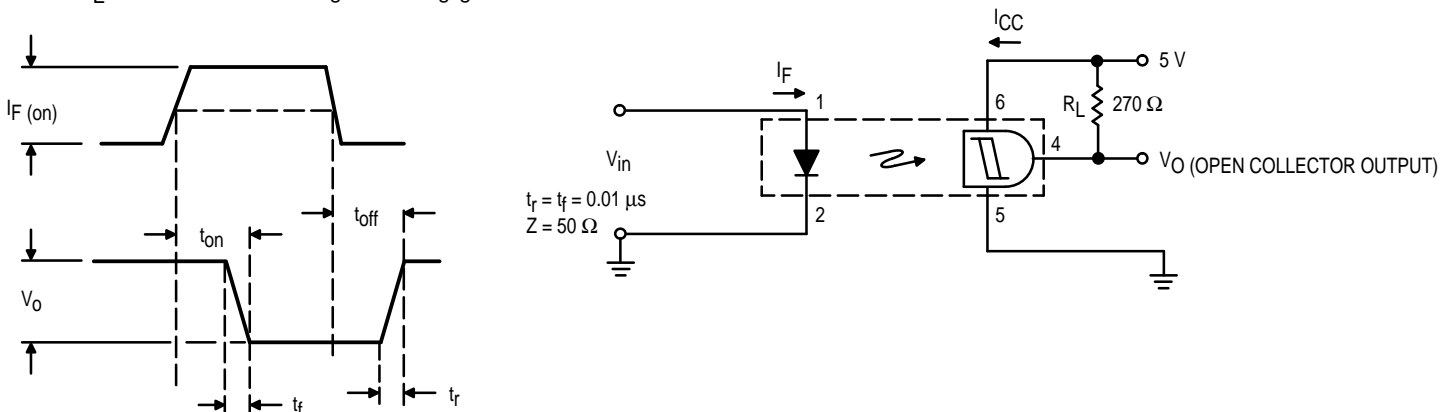 I_F (on)
t_on
t_off
V_o
t_f
t_r
I_CC
5 V
I_F
1
6
R_L
270 Ω
V_in
4
V_O (OPEN COLLECTOR OUTPUT)
t_r = t_f = 0.01 μs
Z = 50 Ω
2
5